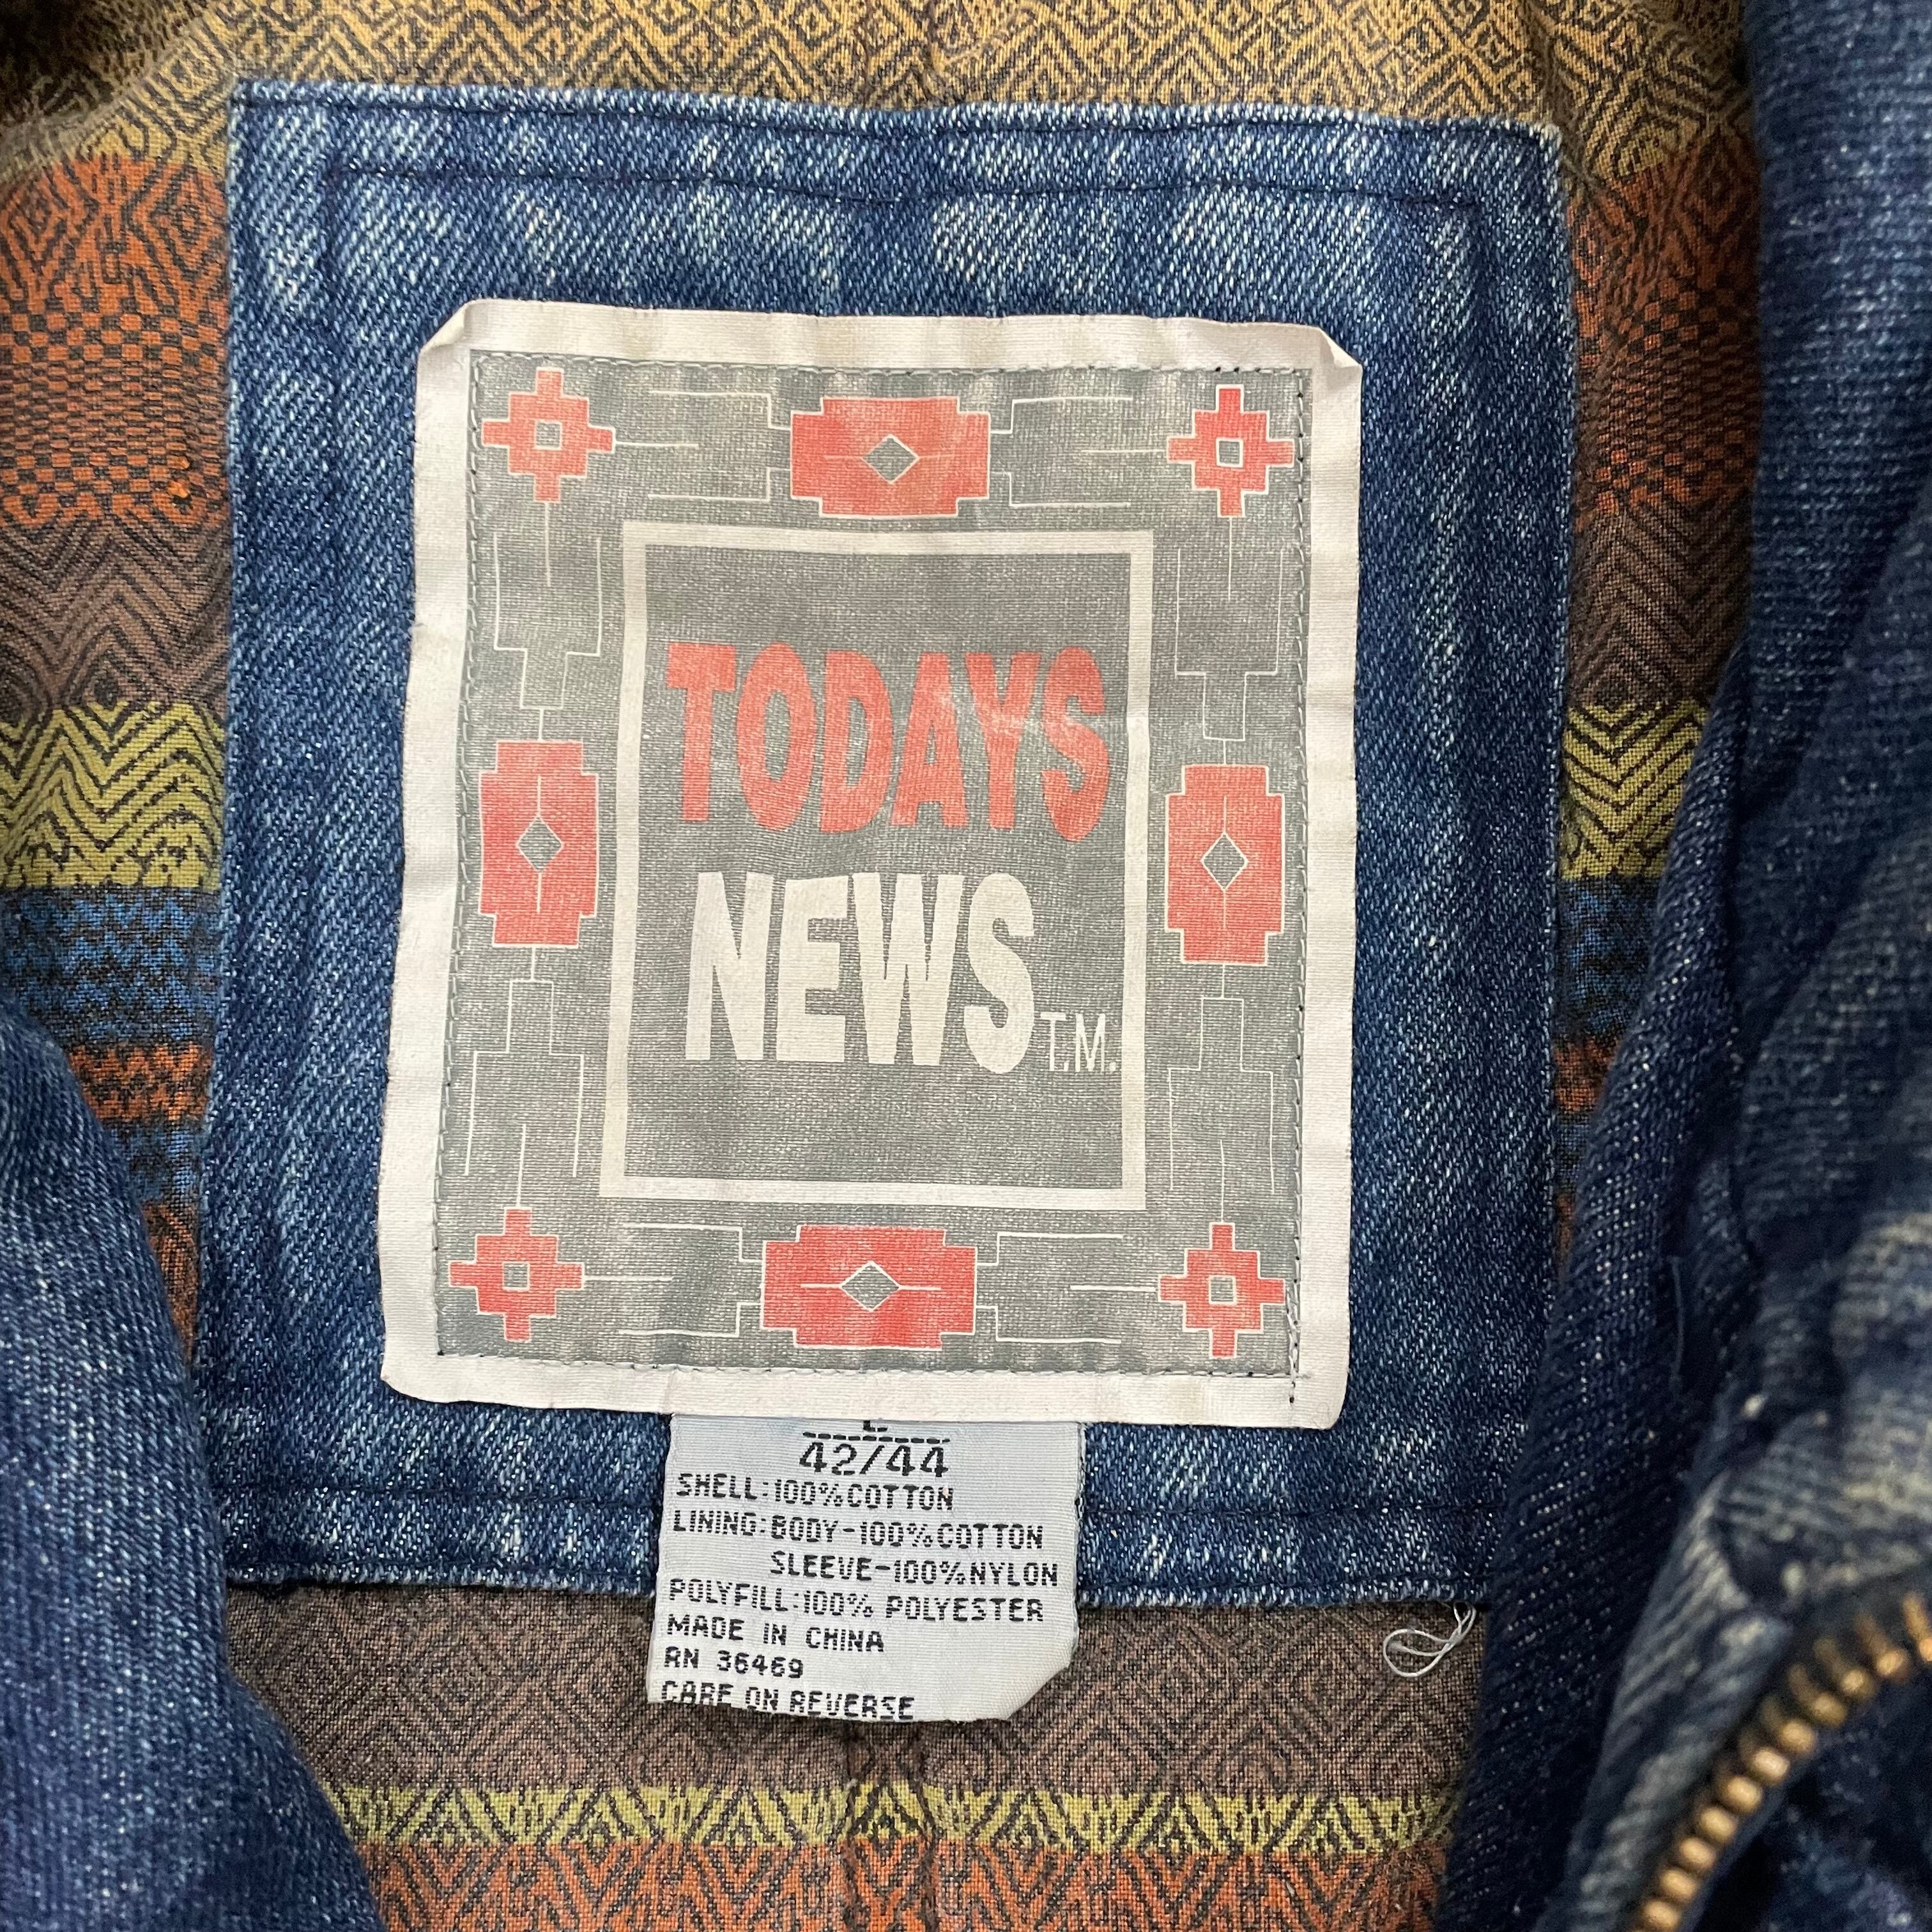 TODAYS
NEWS T.M.
L
42/44
SHELL:100%COTTON
LINING:BODY-100%COTTON
SLEEVE-100%NYLON
POLYFILL:100% POLYESTER
MADE IN CHINA
RN 36469
CARE ON REVERSE